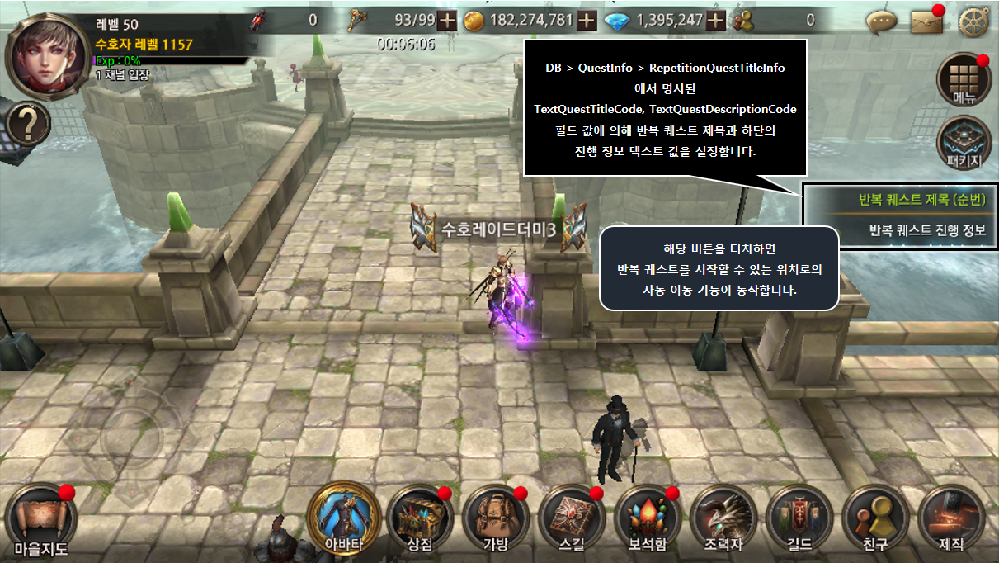 레벨 50
수호자 레벨 1157
Exp : 0%
1 채널 입장
0
93/99
182,274,781
1,395,247
0
00:06:06
?
메뉴
패키지
DB > QuestInfo > RepetitionQuestTitleInfo
에서 명시된
TextQuestTitleCode, TextQuestDescriptionCode
필드 값에 의해 반복 퀘스트 제목과 하단의
진행 정보 텍스트 값을 설정합니다.
반복 퀘스트 제목 (순번)
반복 퀘스트 진행 정보
수호레이드더미3
해당 버튼을 터치하면
반복 퀘스트를 시작할 수 있는 위치로의
자동 이동 기능이 동작합니다.
마을지도
아바타
상점
가방
스킬
보석함
조력자
길드
친구
제작